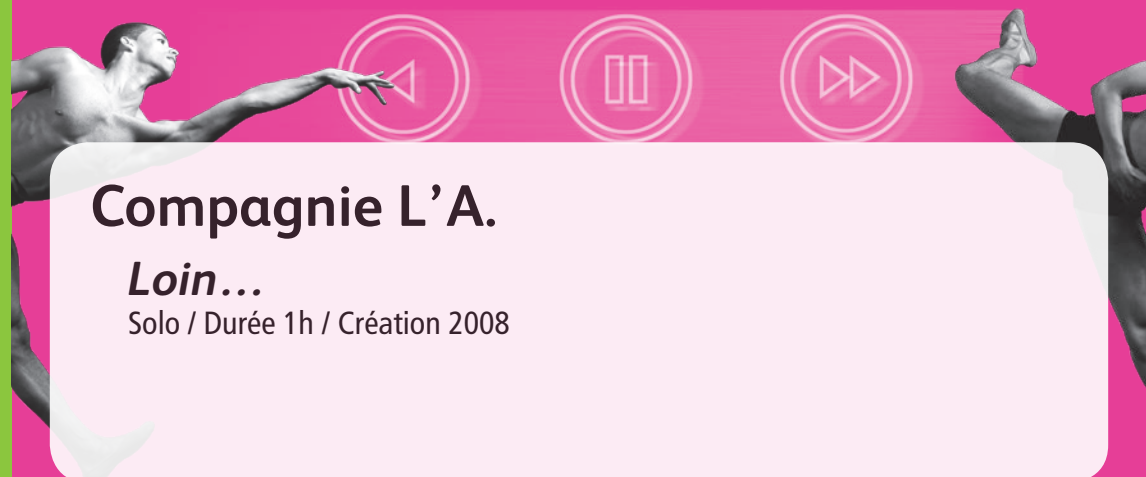 Compagnie L’A.
Loin…
Solo / Durée 1h / Création 2008